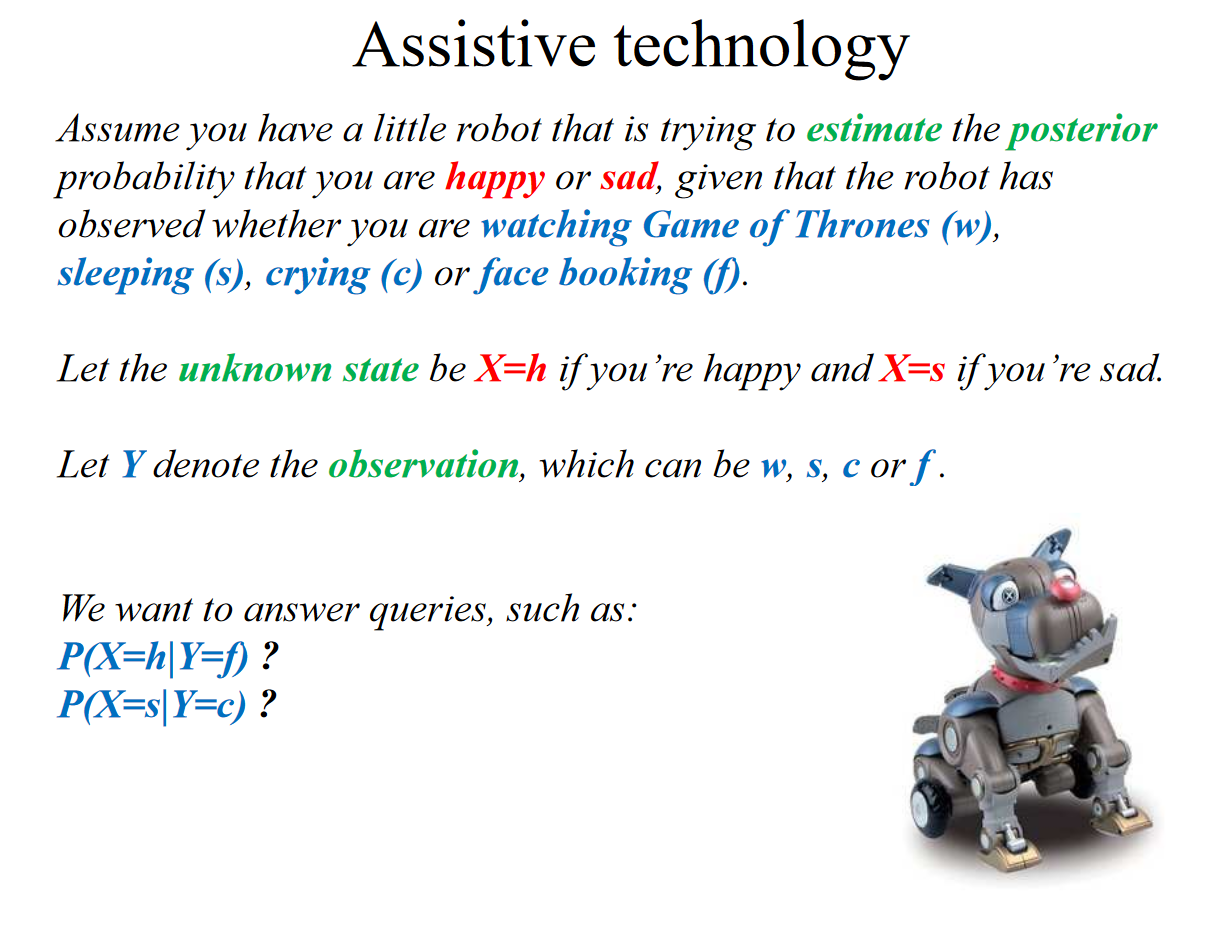 Assistive technology
Assume you have a little robot that is trying to estimate the posterior
probability that you are happy or sad, given that the robot has
observed whether you are watching Game of Thrones (w),
sleeping (s), crying (c) or face booking (f).
Let the unknown state be X=h if you’re happy and X=s if you’re sad.
Let Y denote the observation, which can be w, s, c or f .
We want to answer queries, such as:
P(X=h|Y=f) ?
P(X=s|Y=c) ?